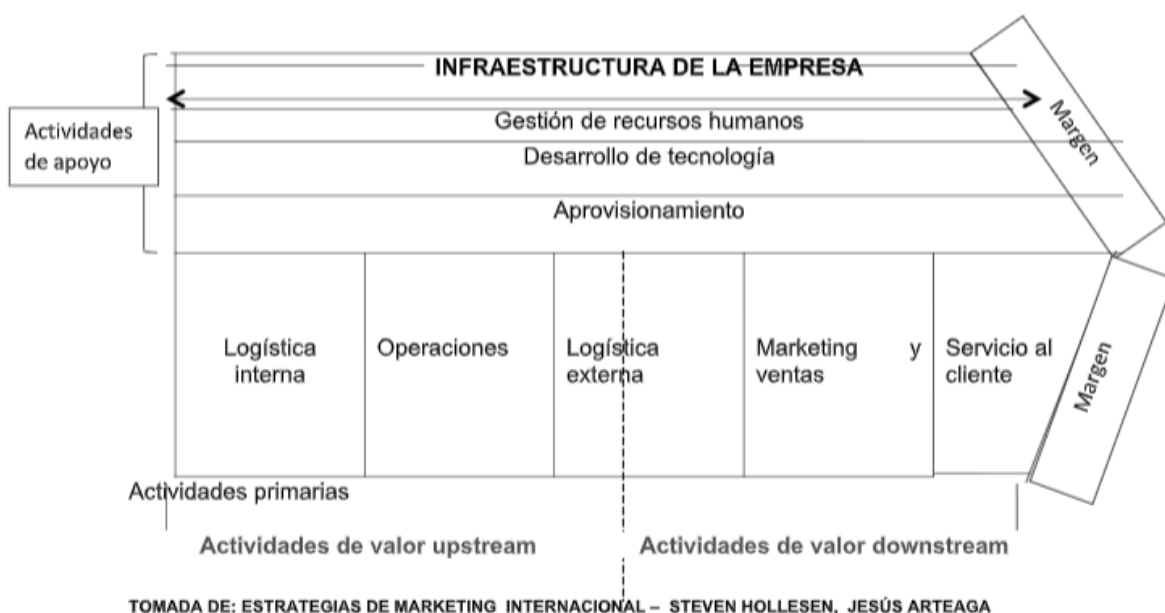 INFRAESTRUCTURA DE LA EMPRESA
Actividades
de apoyo
Gestión de recursos humanos
Desarrollo de tecnología
Aprovisionamiento
Margen
Logística
interna
Operaciones
Logística
externa
Marketing y
ventas
Servicio al
cliente
Margen
Actividades primarias
Actividades de valor upstream
Actividades de valor downstream
TOMADA DE: ESTRATEGIAS DE MARKETING INTERNACIONAL – STEVEN HOLLESEN, JESÚS ARTEAGA